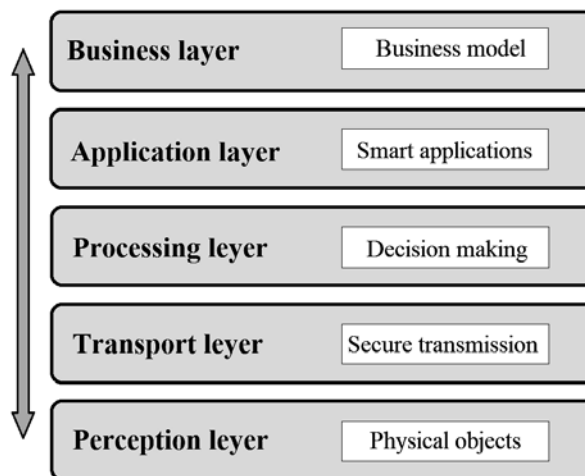 Business layer
Business model
Application layer
Smart applications
Processing leyer
Decision making
Transport leyer
Secure transmission
Perception leyer
Physical objects